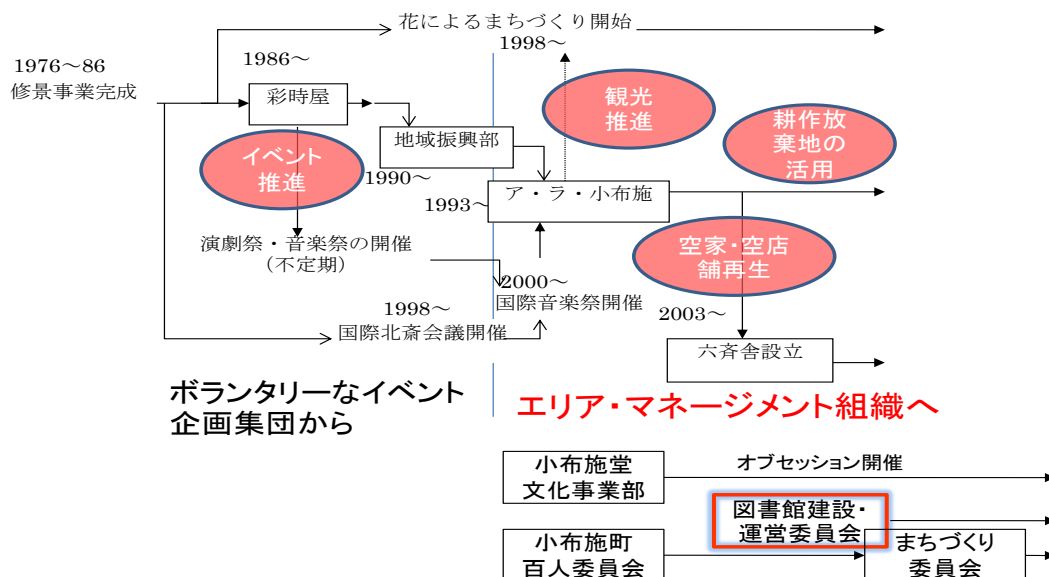 花によるまちづくり開始
1998～
1976～86
修景事業完成
1986～
彩時屋
観光
推進
耕作放
棄地の
活用
地域振興部
イベント
推進
1990～
ア・ラ・小布施
1993～
演劇祭・音楽祭の開催
（不定期）
空家・空店
舗再生
2000～
国際音楽祭開催
1998～
国際北斎会議開催
2003～
六斉舎設立
ボランタリーなイベント
企画集団から
エリア・マネージメント組織へ
小布施堂
文化事業部
オブセッション開催
図書館建設・
運営委員会
小布施町
百人委員会
まちづくり
委員会